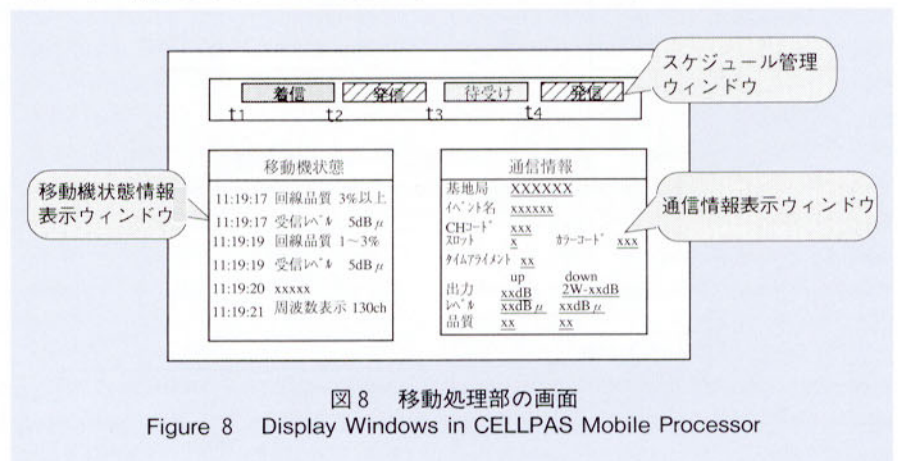 スケジュール管理
ウィンドウ
着信 発信 待受け 発信
t1 t2 t3 t4
移動機状態情報
表示ウィンドウ
移動機状態
11:19:17 回線品質 3%以上
11:19:17 受信レベル 5dBμ
11:19:19 回線品質 1～3%
11:19:19 受信レベル 5dBμ
11:19:20 xxxxx
11:19:21 周波数表示 130ch
通信情報
基地局 XXXXXX
イベント名 xxxxxx
CHコード xxx
スロット x カラーコード xxx
タイムアライメント xx
up down
出力 xxdB 2W-xxdB
レベル xxdBμ xxdBμ
品質 xx xx
通信情報表示ウィンドウ
図8 移動処理部の画面
Figure 8 Display Windows in CELLPAS Mobile Processor